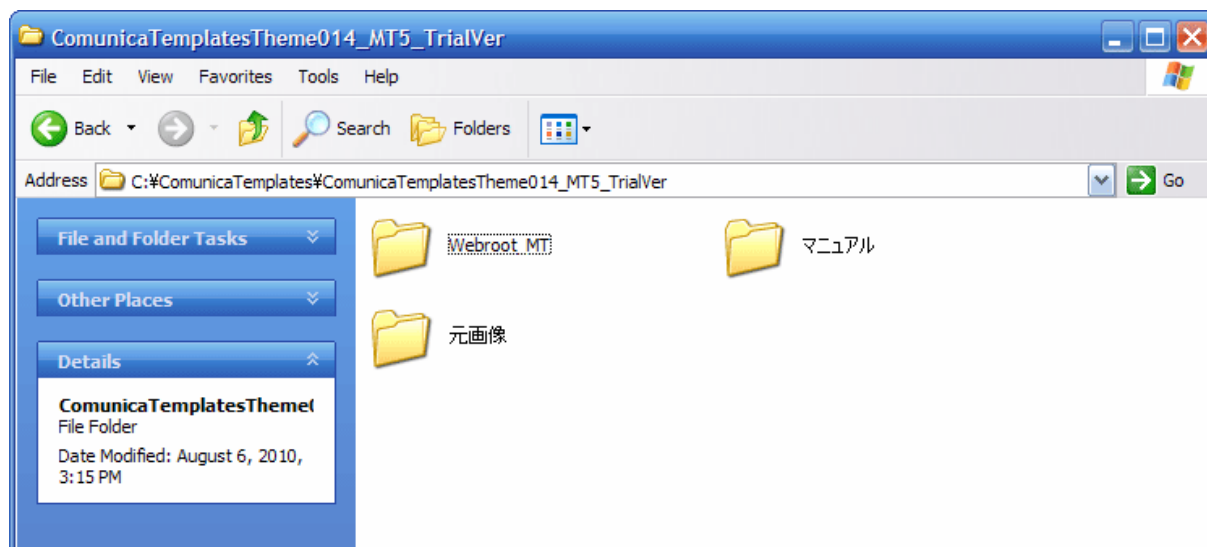 ComunicaTemplatesTheme014_MT5_TrialVer
File Edit View Favorites Tools Help
Back Search Folders
Address C:¥ComunicaTemplates¥ComunicaTemplatesTheme014_MT5_TrialVer Go
File and Folder Tasks
Other Places
Details
ComunicaTemplatesTheme(
File Folder
Date Modified: August 6, 2010,
3:15 PM
Webroot_MT マニュアル
元画像